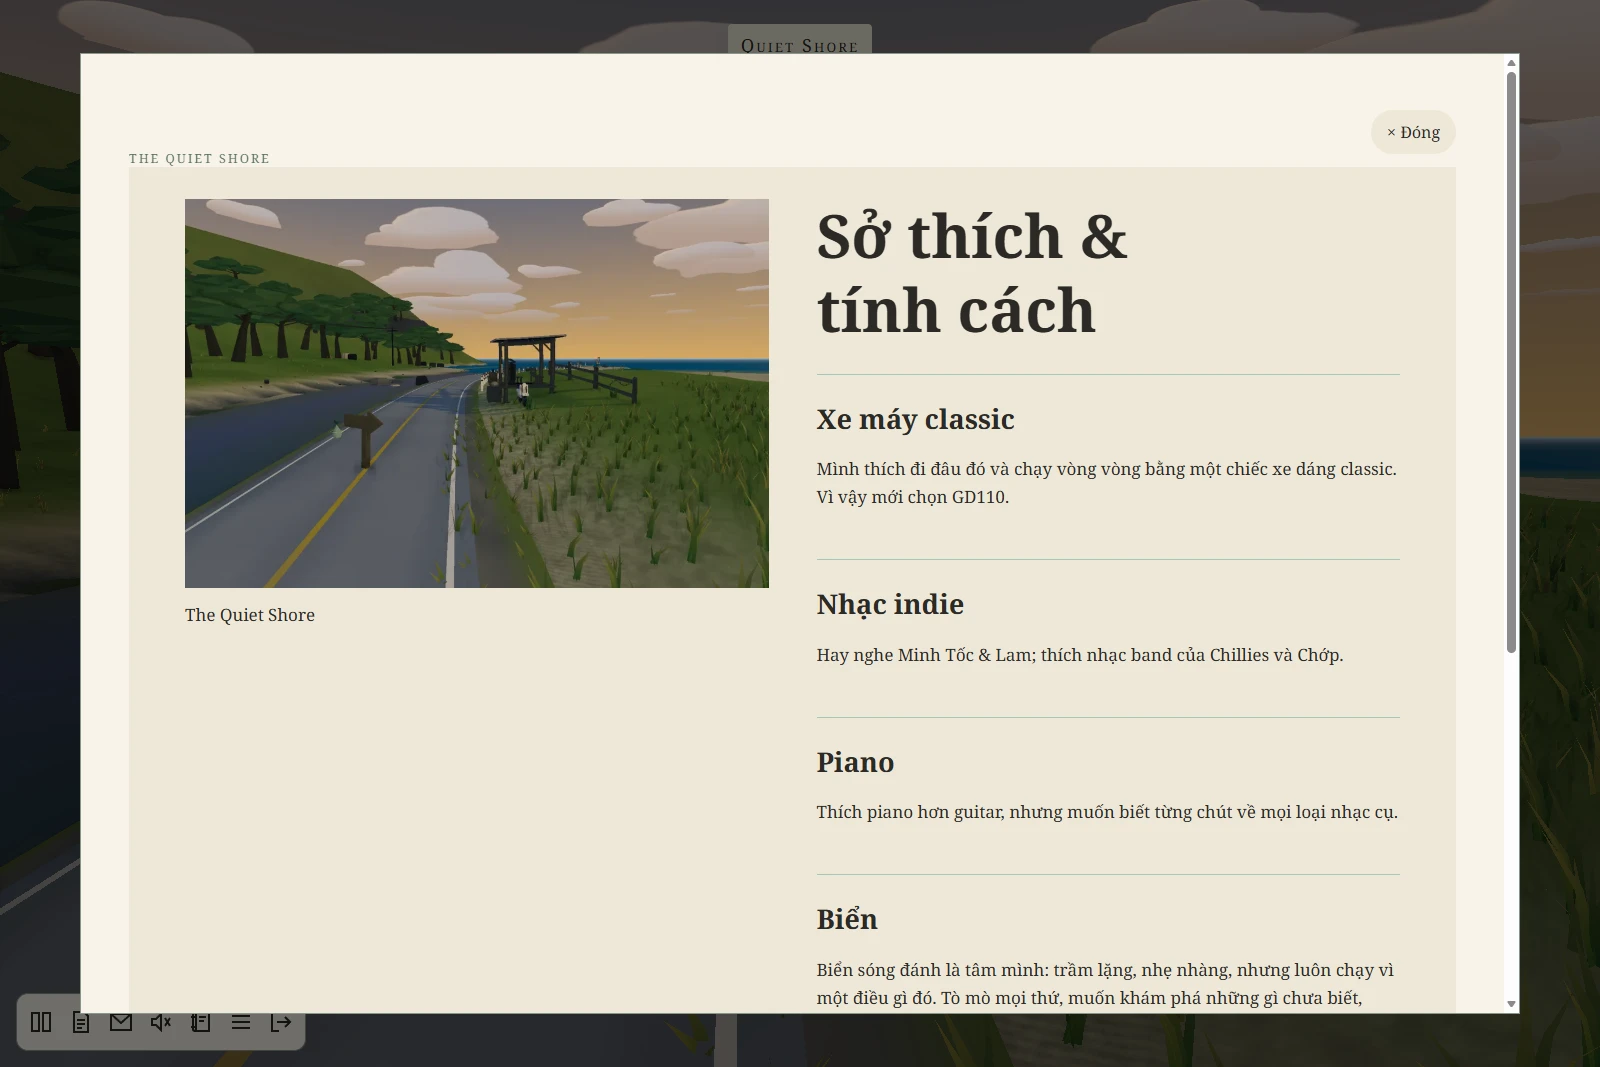 Quiet Shore
× Đóng
THE QUIET SHORE
Sở thích &
tính cách
Xe máy classic
Mình thích đi đâu đó và chạy vòng vòng bằng một chiếc xe dáng classic.
Vì vậy mới chọn GD110.
The Quiet Shore
Nhạc indie
Hay nghe Minh Tốc & Lam; thích nhạc band của Chillies và Chớp.
Piano
Thích piano hơn guitar, nhưng muốn biết từng chút về mọi loại nhạc cụ.
Biển
Biển sóng đánh là tâm mình: trầm lặng, nhẹ nhàng, nhưng luôn chạy vì
một điều gì đó. Tò mò mọi thứ, muốn khám phá những gì chưa biết,